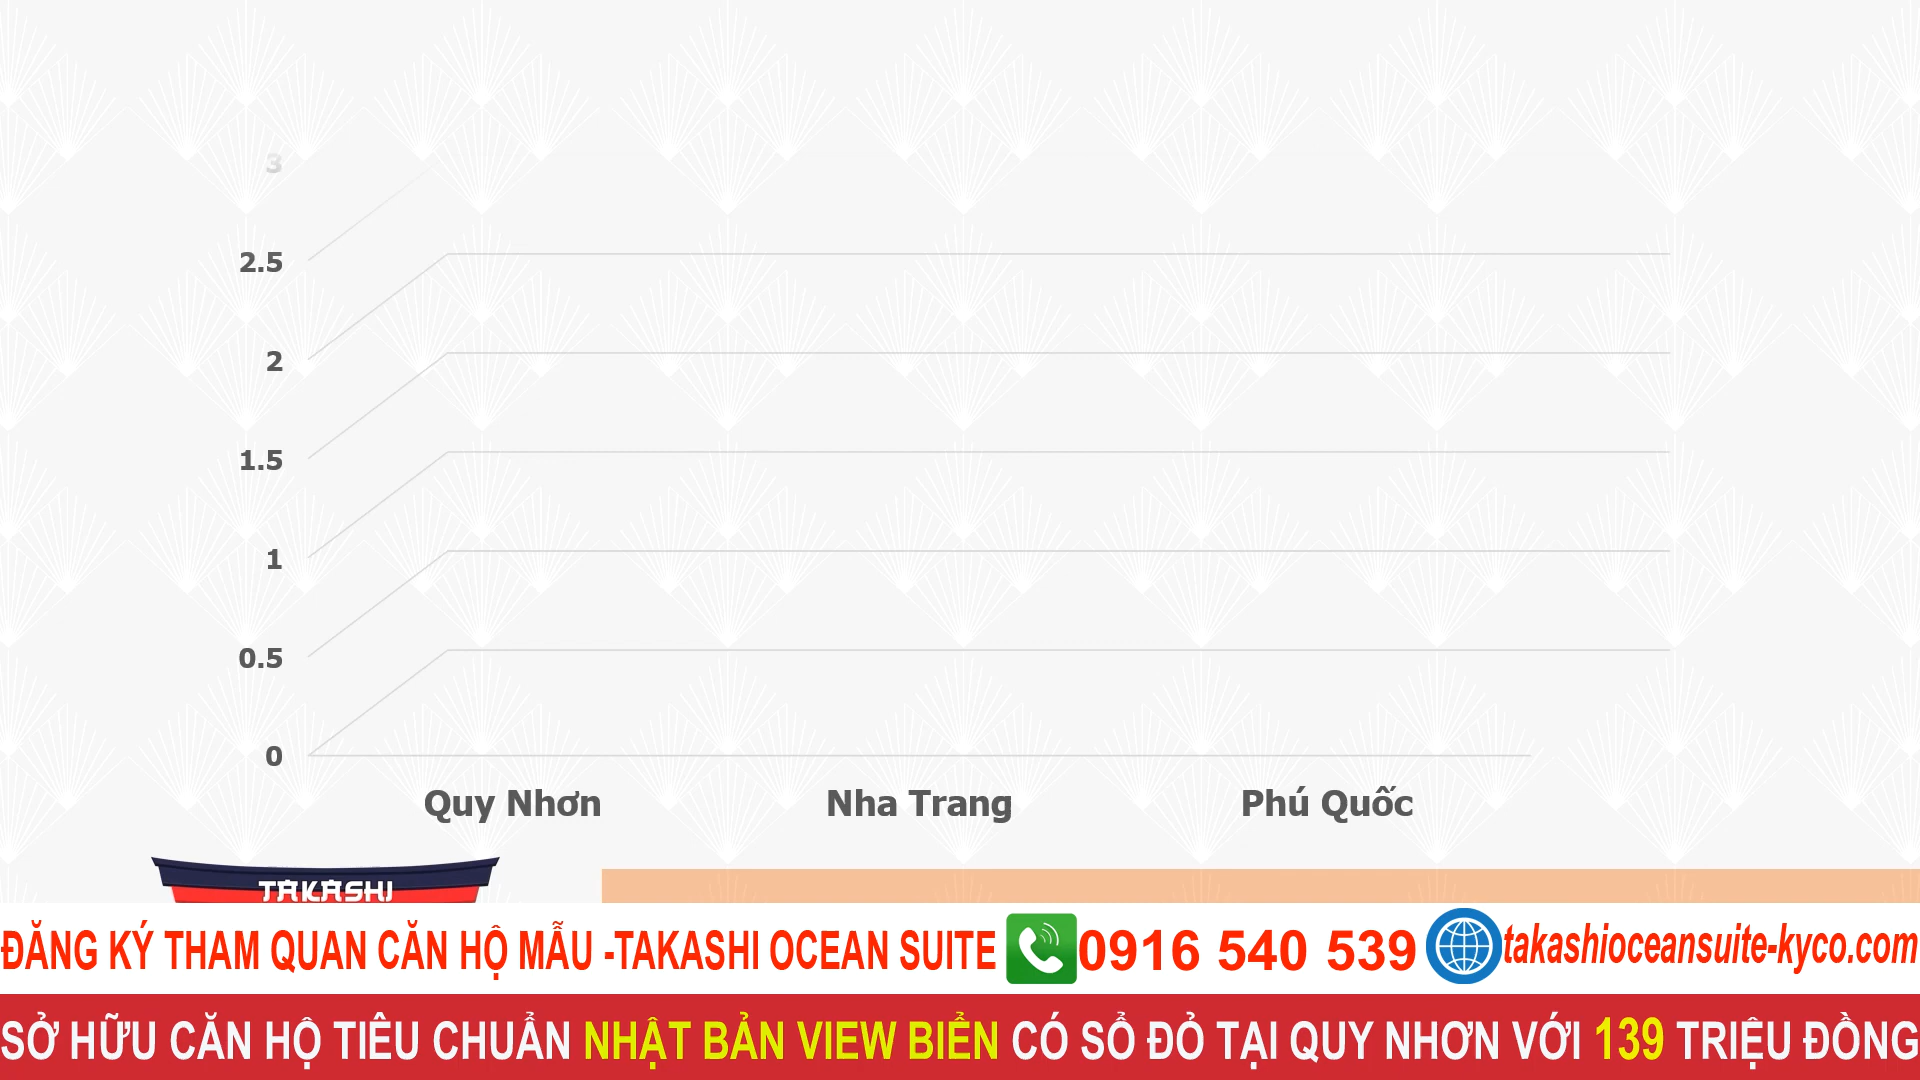 3
2.5
2
1.5
1
0.5
0
Quy Nhơn
Nha Trang
Phú Quốc
TAKASHI
ĐĂNG KÝ THAM QUAN CĂN HỘ MẪU -TAKASHI OCEAN SUITE 0916 540 539 takashioceansuite-kyco.com
SỞ HỮU CĂN HỘ TIÊU CHUẨN NHẬT BẢN VIEW BIỂN CÓ SỔ ĐỎ TẠI QUY NHƠN VỚI 139 TRIỆU ĐỒNG